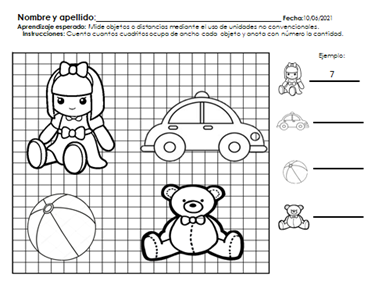 Nombre y apellido: Fecha:10/06/2021
Aprendizaje esperado: Mide objetos o distancias mediante el uso de unidades no convencionales.
Instrucciones: Cuenta cuantos cuadritos ocupa de ancho cada objeto y anota con número la cantidad.
Ejemplo:
7